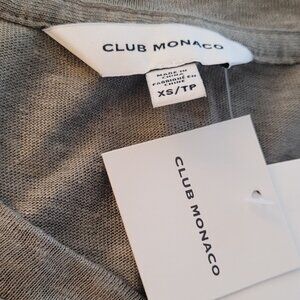 CLUB MONACO
MADE IN
CHINA
FABRIQUÉ EN
CHINE
XS/TP
CLUB MONACO